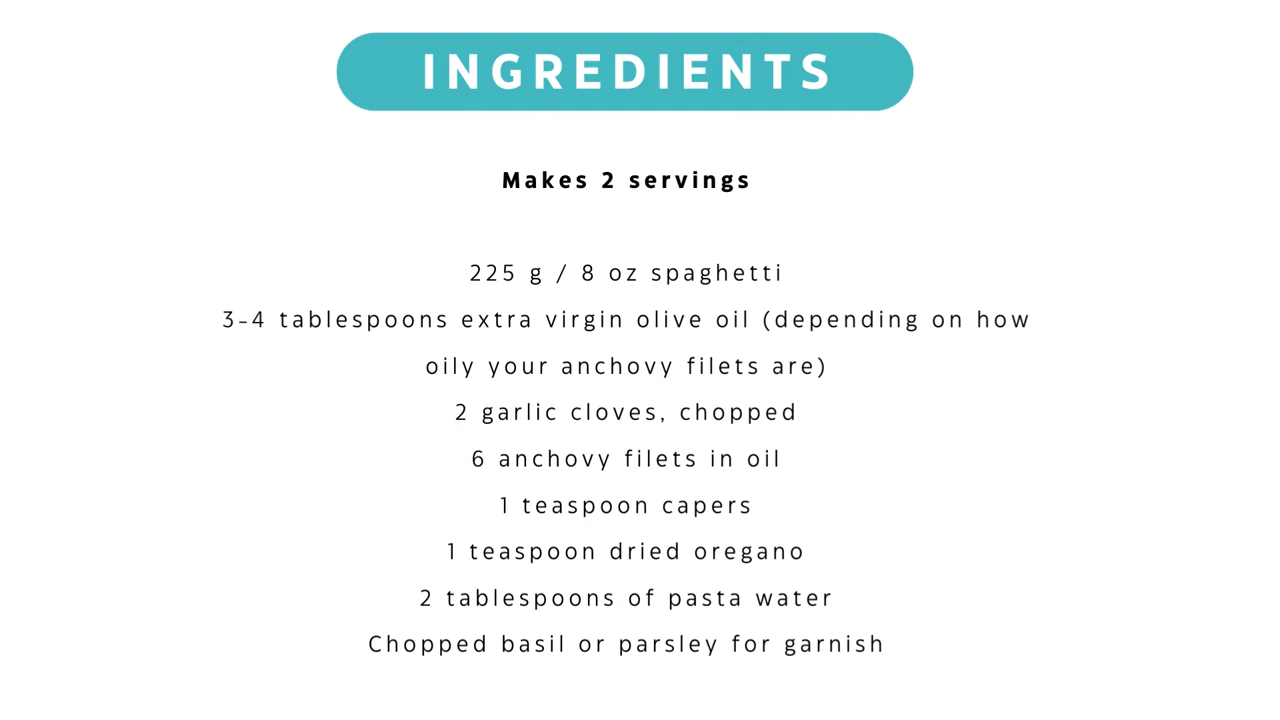 INGREDIENTS
Makes 2 servings
225 g / 8 oz spaghetti
3-4 tablespoons extra virgin olive oil (depending on how
oily your anchovy filets are)
2 garlic cloves, chopped
6 anchovy filets in oil
1 teaspoon capers
1 teaspoon dried oregano
2 tablespoons of pasta water
Chopped basil or parsley for garnish